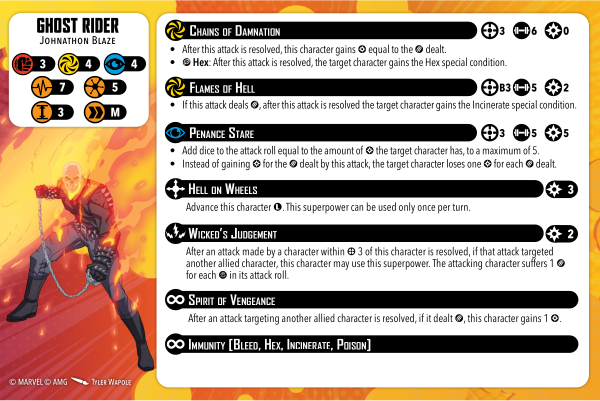 GHOST RIDER
JOHNATHON BLAZE
3 4 4
7 5
3 M
CHAINS OF DAMNATION 3 6 0
• After this attack is resolved, this character gains equal to the dealt.
• Hex: After this attack is resolved, the target character gains the Hex special condition.
FLAMES OF HELL B3 5 2
• If this attack deals , after this attack is resolved the target character gains the Incinerate special condition.
PENANCE STARE 3 5 5
• Add dice to the attack roll equal to the amount of the target character has, to a maximum of 5.
• Instead of gaining for the dealt by this attack, the target character loses one for each dealt.
HELL ON WHEELS 3
Advance this character L. This superpower can be used only once per turn.
WICKED'S JUDGEMENT 2
After an attack made by a character within 3 of this character is resolved, if that attack targeted
another allied character, this character may use this superpower. The attacking character suffers 1
for each in its attack roll.
SPIRIT OF VENGEANCE
After an attack targeting another allied character is resolved, if it dealt , this character gains 1 .
IMMUNITY [BLEED, HEX, INCINERATE, POISON]
© MARVEL © AMG TYLER WAPOLE